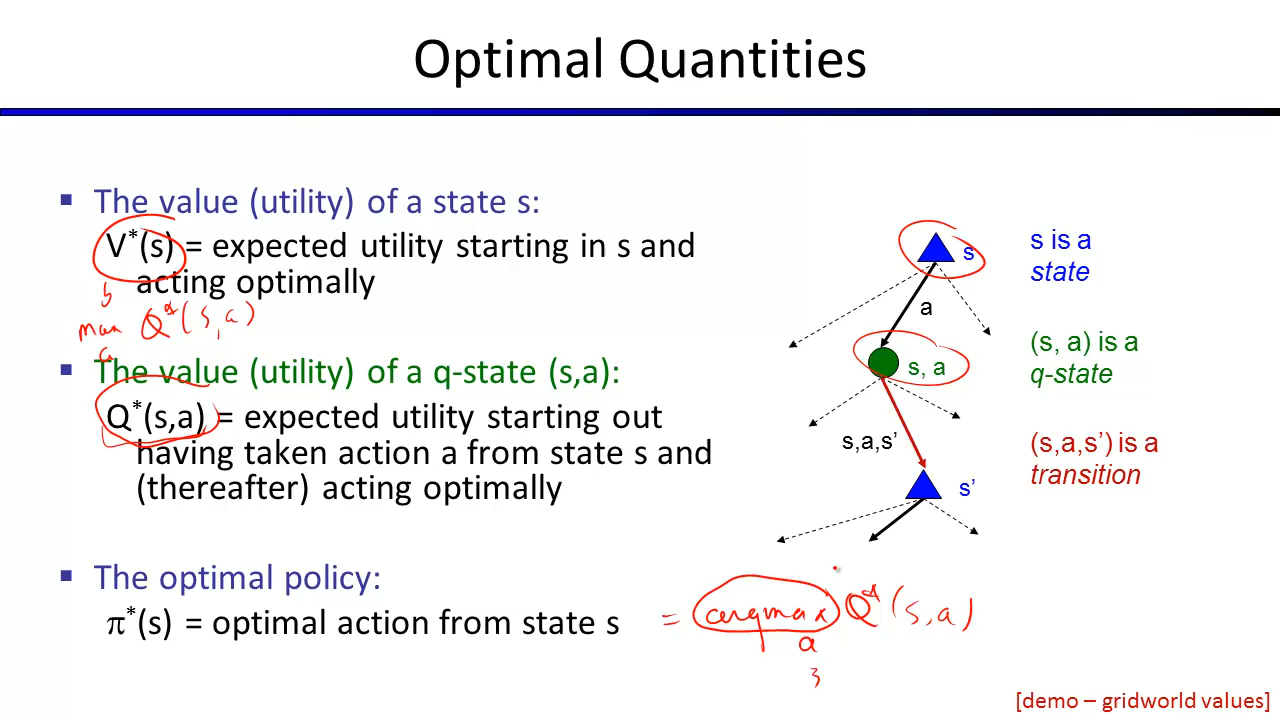 Optimal Quantities
▪ The value (utility) of a state s:
V*(s) = expected utility starting in s and
acting optimally
max Q*(s,a)
a
▪ The value (utility) of a q-state (s,a):
Q*(s,a) = expected utility starting out
having taken action a from state s and
(thereafter) acting optimally
▪ The optimal policy:
π*(s) = optimal action from state s
= argmax Q*(s,a)
a
s
a
s, a
s,a,s’
s’
s is a
state
(s, a) is a
q-state
(s,a,s’) is a
transition
[demo – gridworld values]